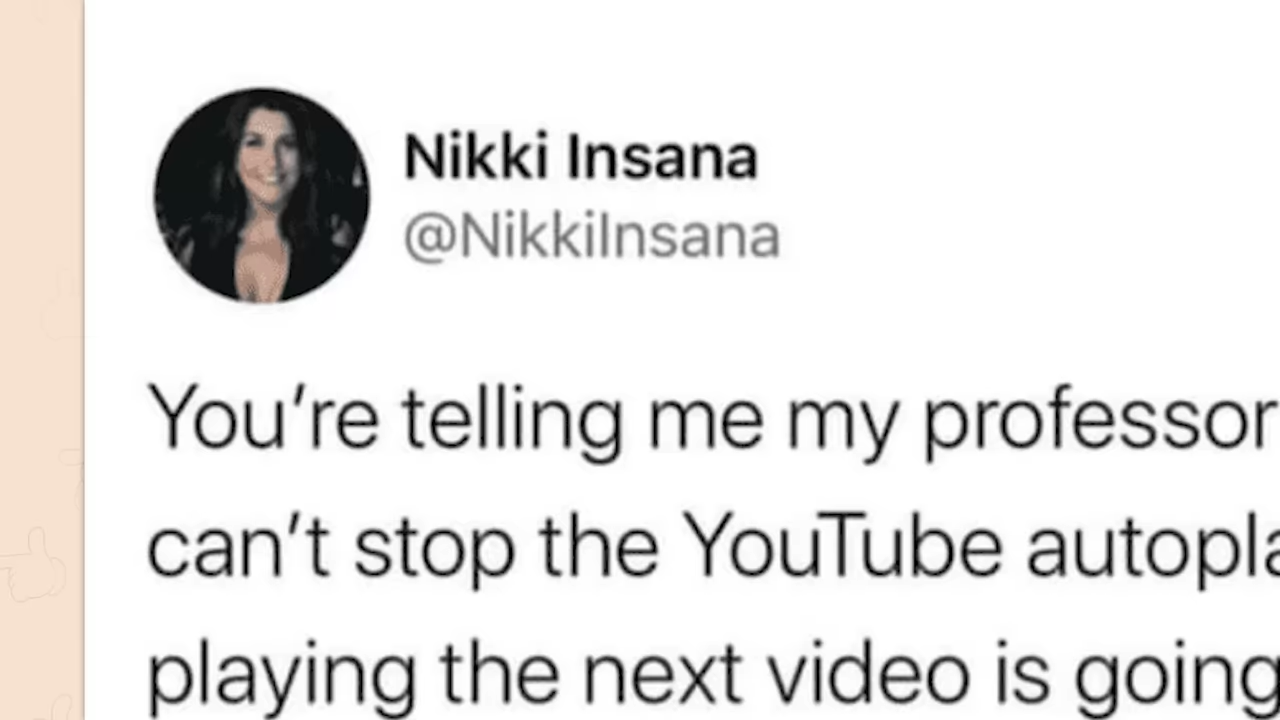 Nikki Insana
@NikkiInsana
You’re telling me my professor
can’t stop the YouTube autopla
playing the next video is going